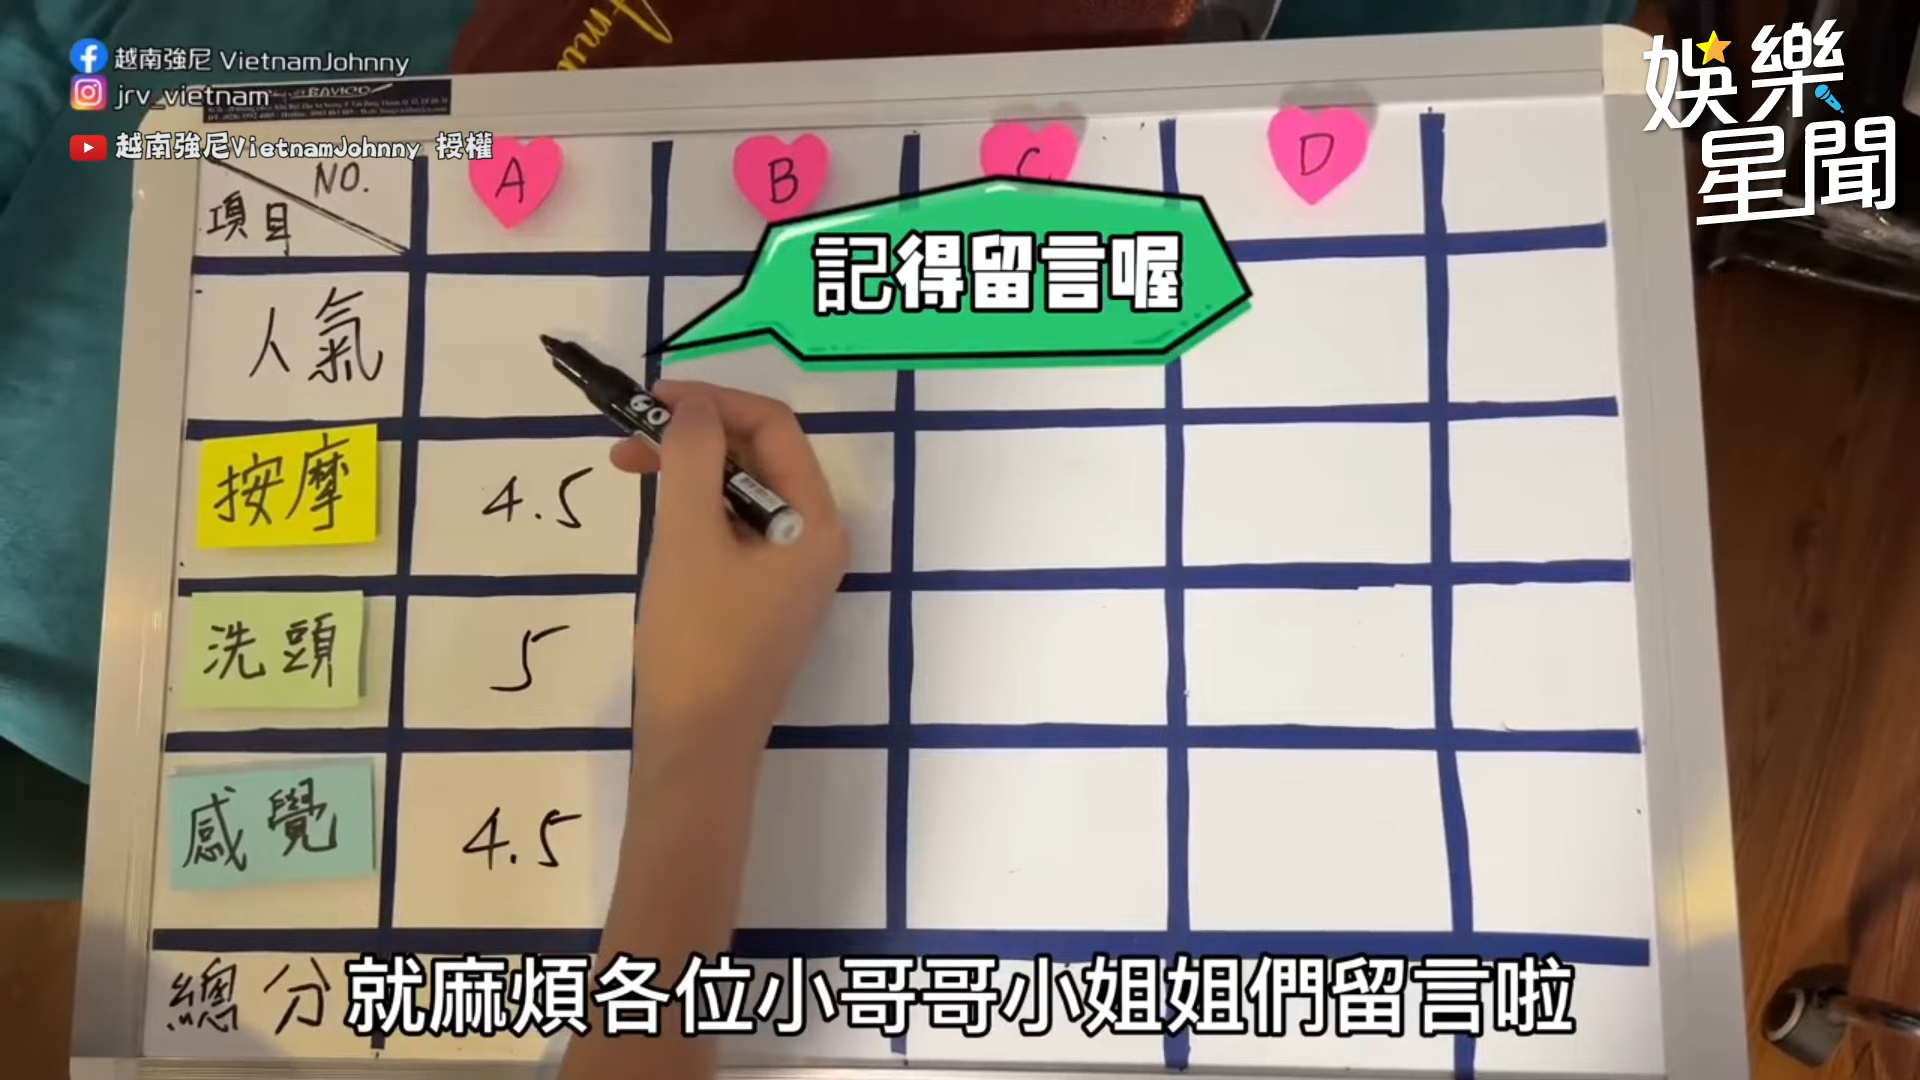 越南強尼 VietnamJohnny
jrv_vietnam
越南強尼VietnamJohnny 授權
娛樂
星聞
NO.
項目
A
B
C
D
記得留言喔
人氣
按摩
4.5
洗頭
5
感覺
4.5
總分
就麻煩各位小哥哥小姐姐們留言啦